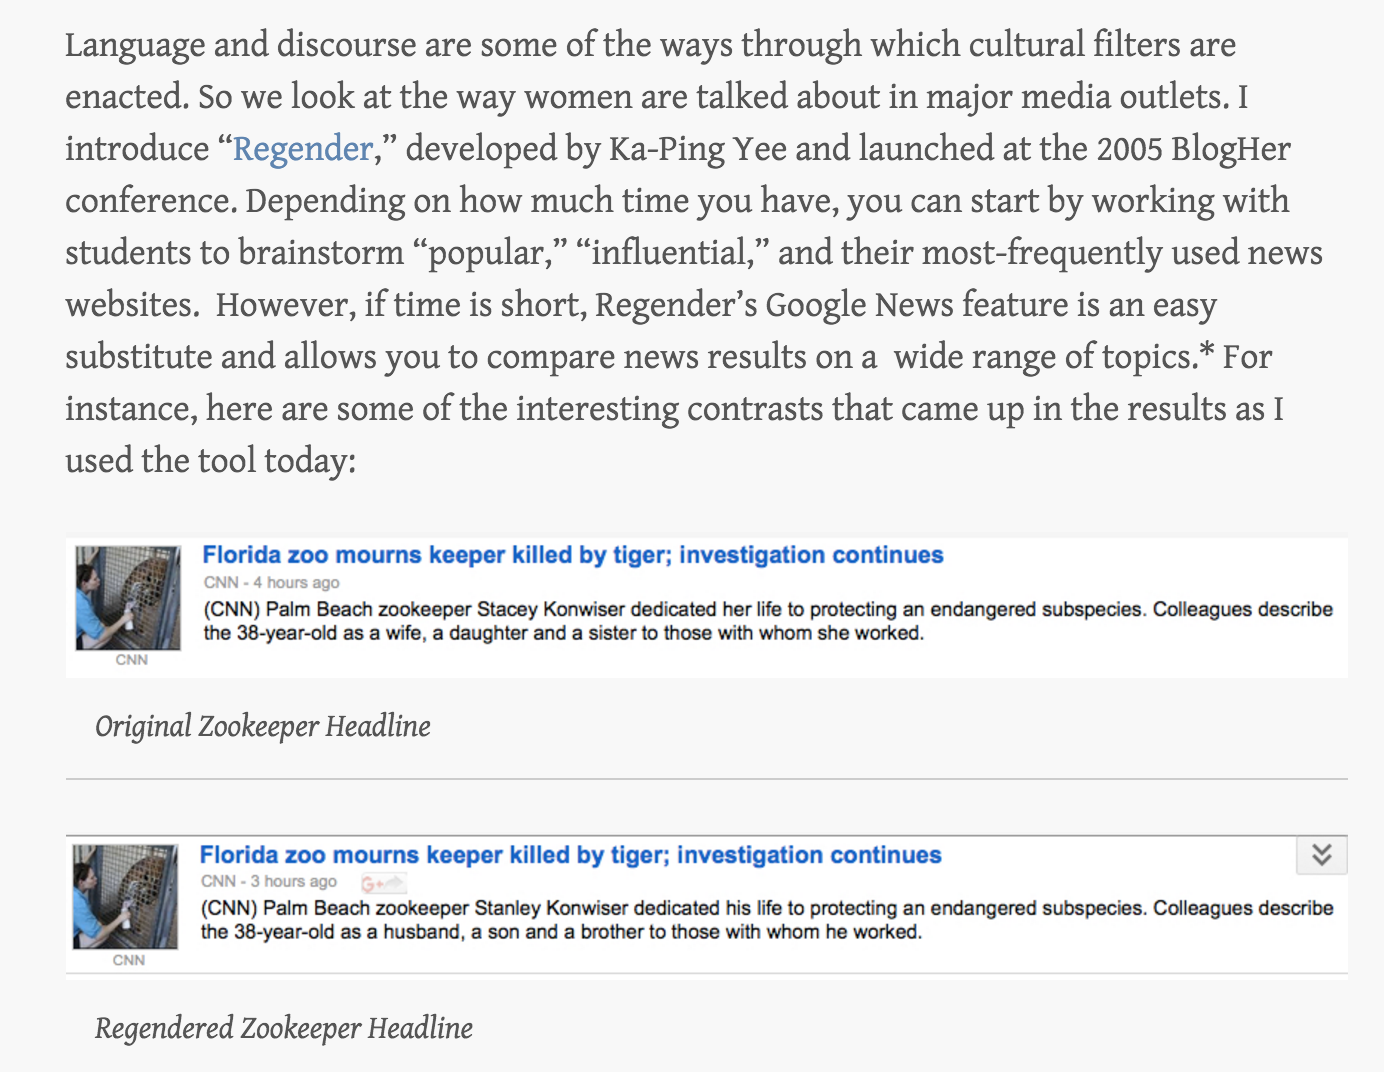 Language and discourse are some of the ways through which cultural filters are
enacted. So we look at the way women are talked about in major media outlets. I
introduce “Regender,” developed by Ka-Ping Yee and launched at the 2005 BlogHer
conference. Depending on how much time you have, you can start by working with
students to brainstorm “popular,” “influential,” and their most-frequently used news
websites.  However, if time is short, Regender’s Google News feature is an easy
substitute and allows you to compare news results on a  wide range of topics.* For
instance, here are some of the interesting contrasts that came up in the results as I
used the tool today:
Florida zoo mourns keeper killed by tiger; investigation continues
CNN - 4 hours ago
(CNN) Palm Beach zookeeper Stacey Konwiser dedicated her life to protecting an endangered subspecies. Colleagues describe
the 38-year-old as a wife, a daughter and a sister to those with whom she worked.
CNN
Original Zookeeper Headline
Florida zoo mourns keeper killed by tiger; investigation continues
CNN - 3 hours ago G+
(CNN) Palm Beach zookeeper Stanley Konwiser dedicated his life to protecting an endangered subspecies. Colleagues describe
the 38-year-old as a husband, a son and a brother to those with whom he worked.
CNN
Regendered Zookeeper Headline